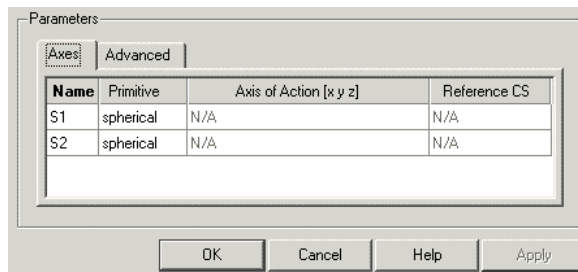 Parameters
Axes Advanced
Name Primitive Axis of Action [x y z] Reference CS
S1 spherical N/A N/A
S2 spherical N/A N/A
OK Cancel Help Apply